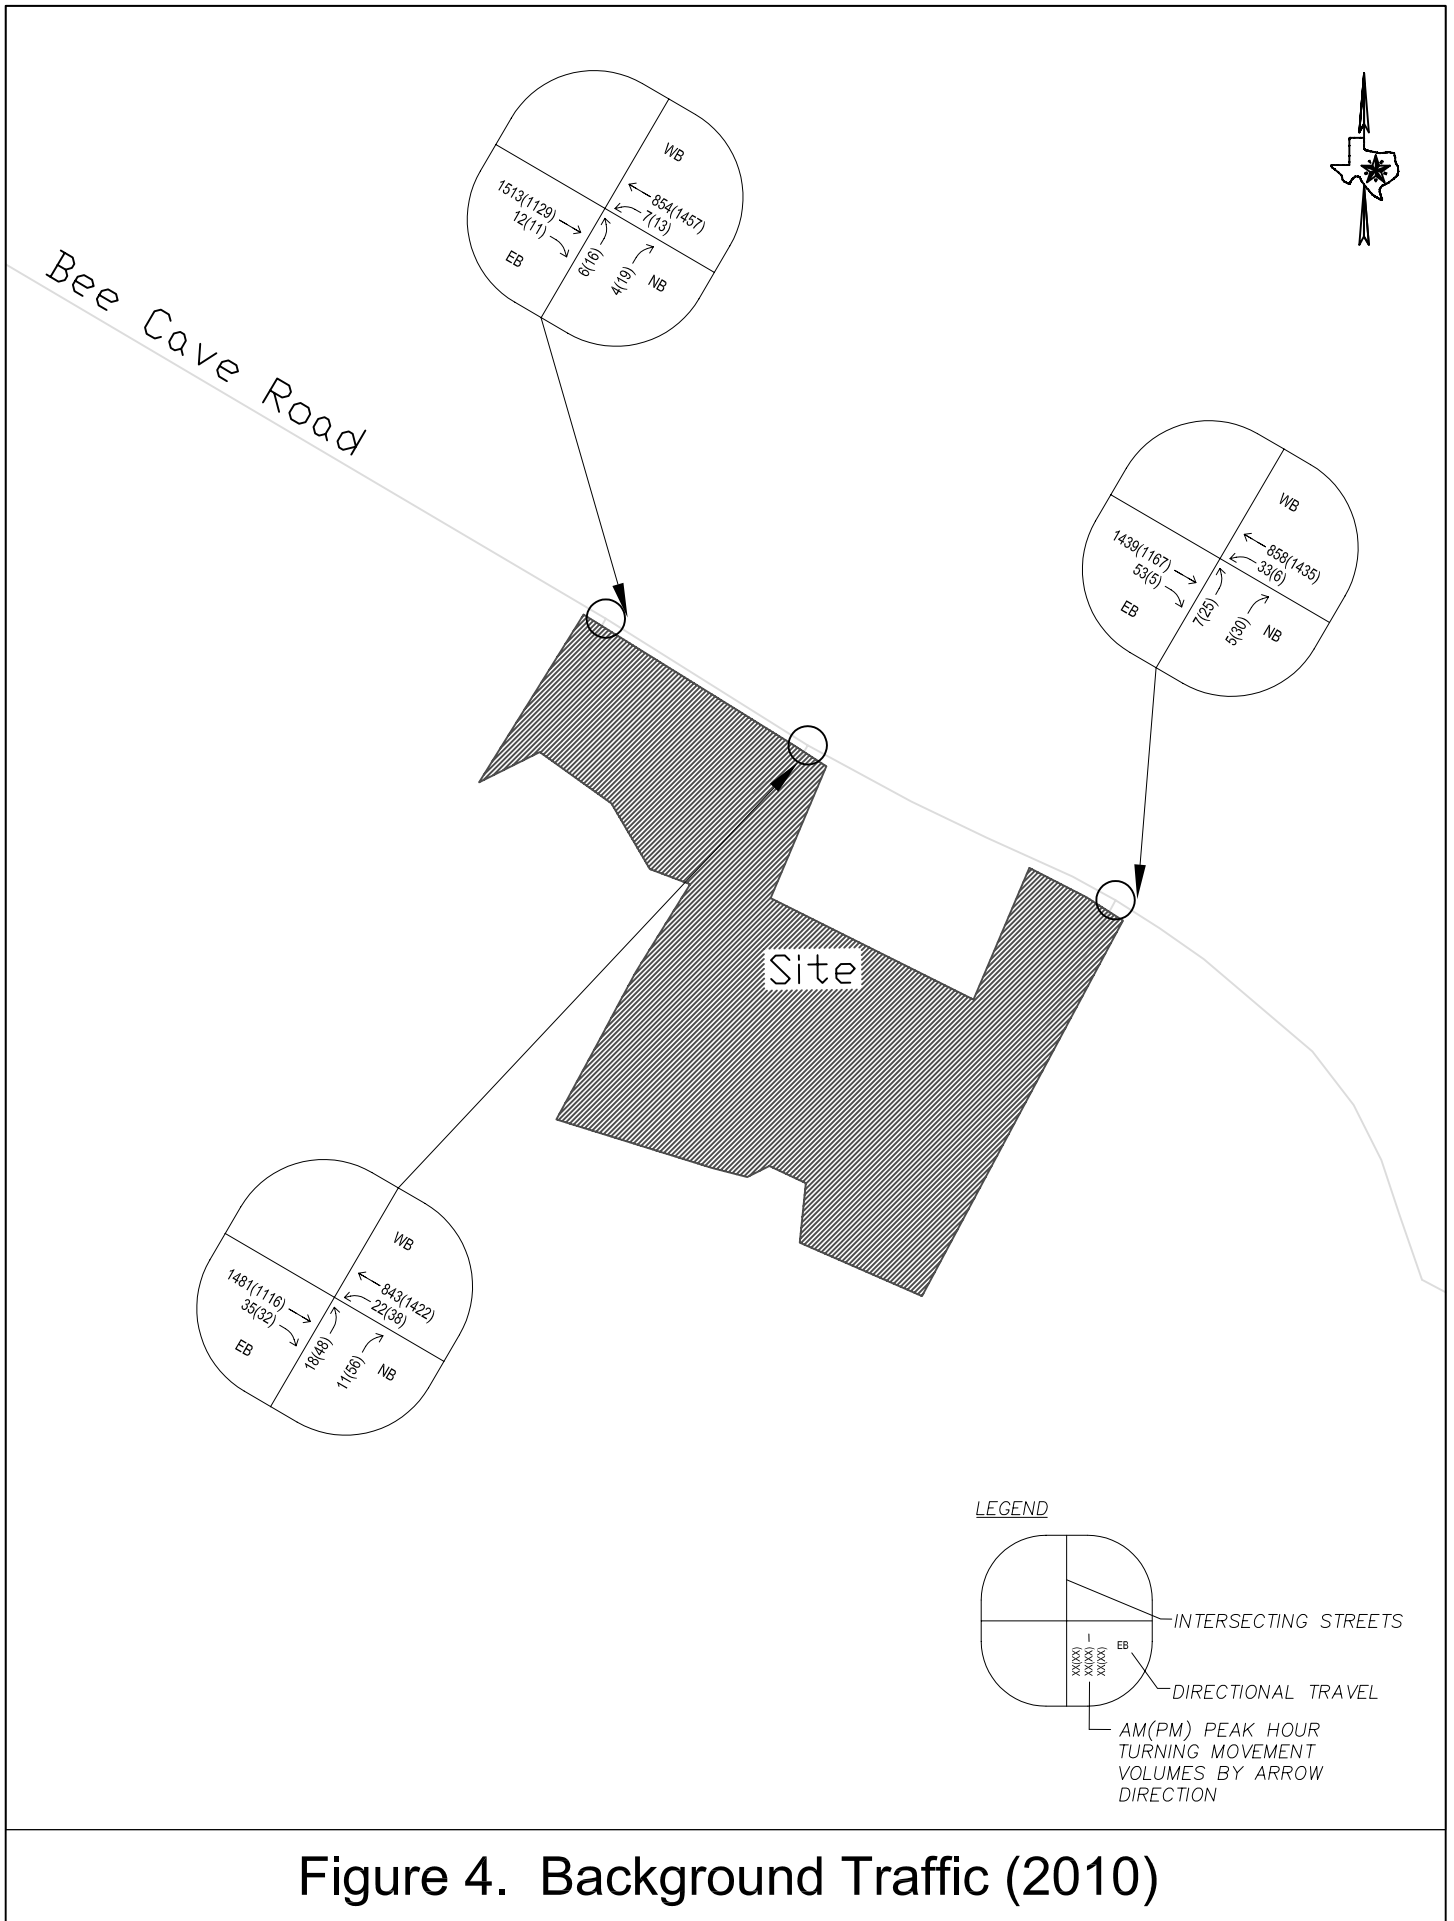 WB
1513(1129)
12(11)
854(1457)
7(13)
EB
6(16)
4(19)
NB
Bee Cave Road
WB
1439(1167)
53(5)
858(1435)
33(6)
EB
7(25)
5(30)
NB
Site
WB
1481(1116)
35(32)
843(1422)
22(38)
EB
18(48)
11(56)
NB
LEGEND
INTERSECTING STREETS
XX(XX)
XX(XX)
XX(XX)
EB
DIRECTIONAL TRAVEL
AM(PM) PEAK HOUR
TURNING MOVEMENT
VOLUMES BY ARROW
DIRECTION
Figure 4. Background Traffic (2010)